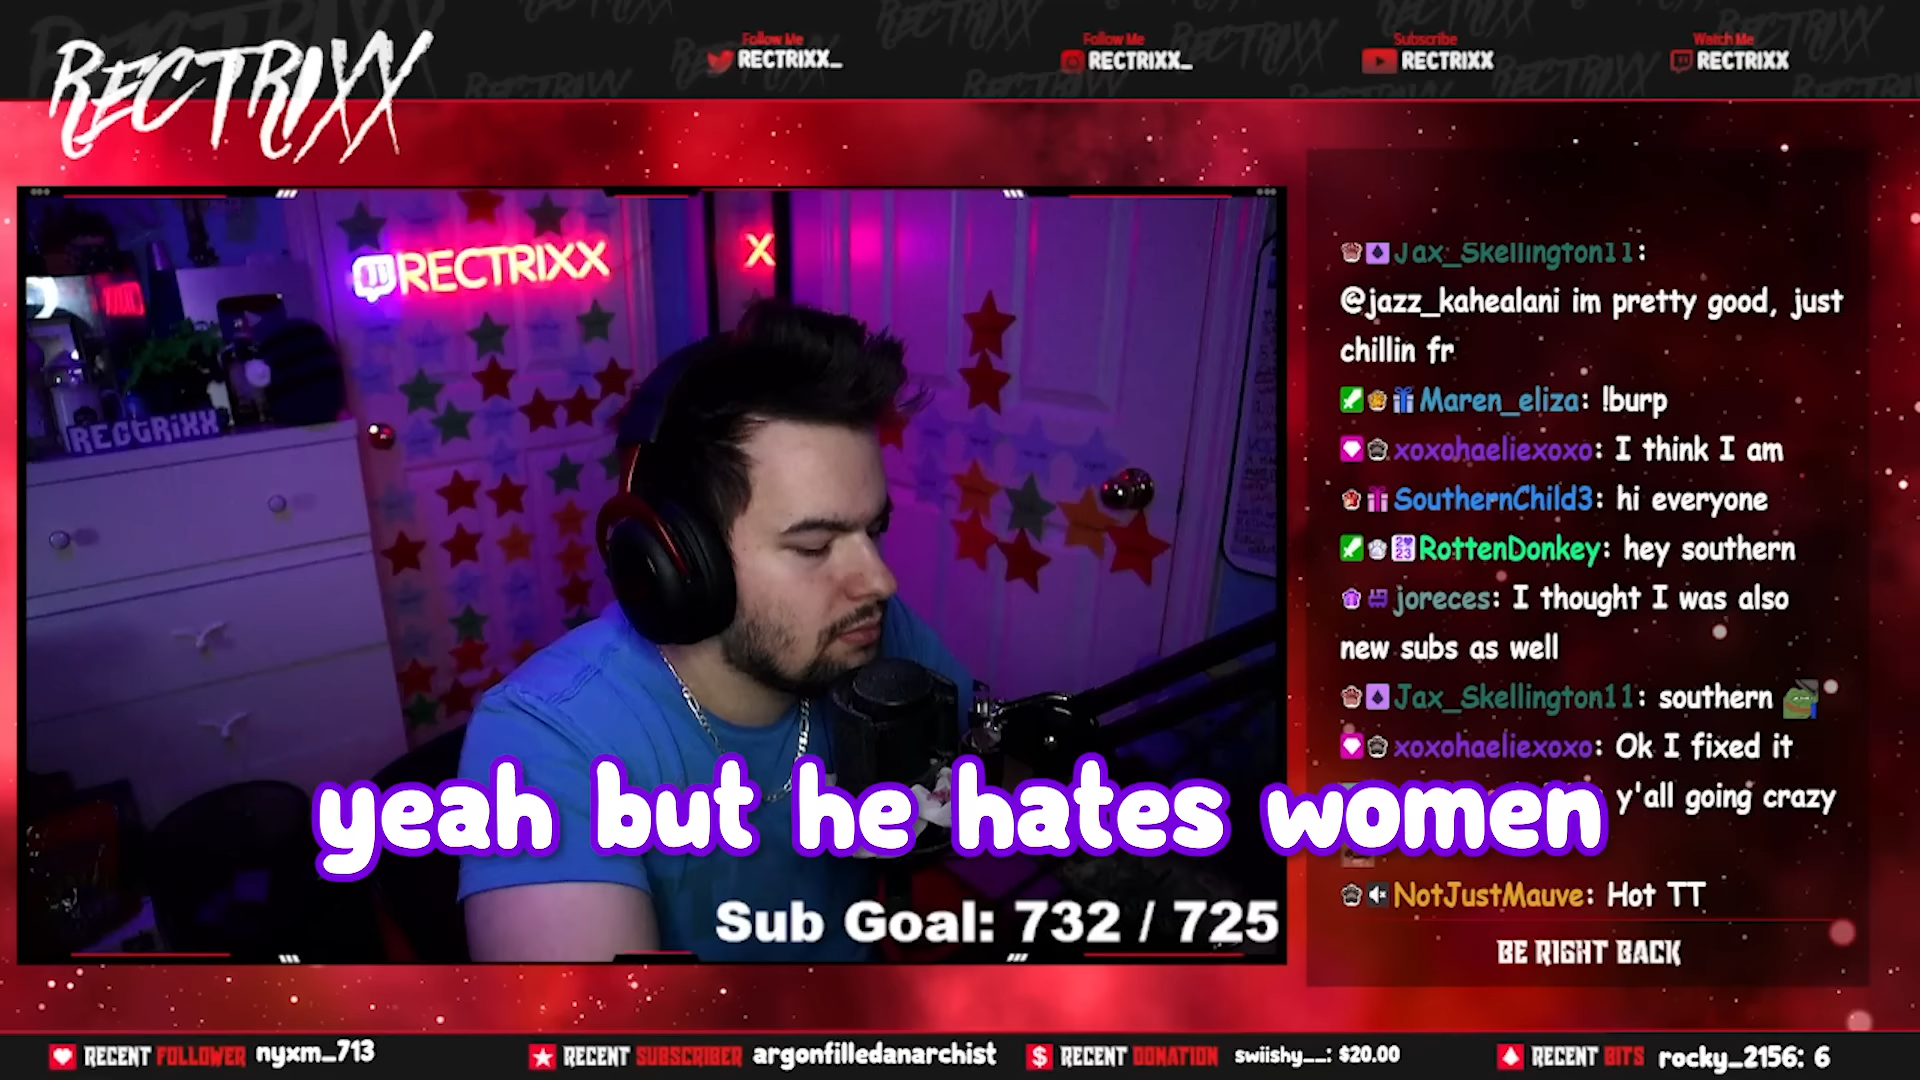 RECTRIXX
Follow Me
RECTRIXX_
Follow Me
RECTRIXX_
Subscribe
RECTRIXX
Watch Me
RECTRIXX
RECTRIXX
X
RECTRIXX
Jax_Skellington11:
@jazz_kahealani im pretty good, just
chillin fr
Maren_eliza: !burp
xoxohaeliexoxo: I think I am
SouthernChild3: hi everyone
RottenDonkey: hey southern
joreces: I thought I was also
new subs as well
Jax_Skellington11: southern
xoxohaeliexoxo: Ok I fixed it
y'all going crazy
yeah but he hates women
NotJustMauve: Hot TT
Sub Goal: 732 / 725
BE RIGHT BACK
RECENT FOLLOWER nyxm_713
RECENT SUBSCRIBER argonfilledanarchist
RECENT DONATION swiishy__: $20.00
RECENT BITS rocky_2156: 6